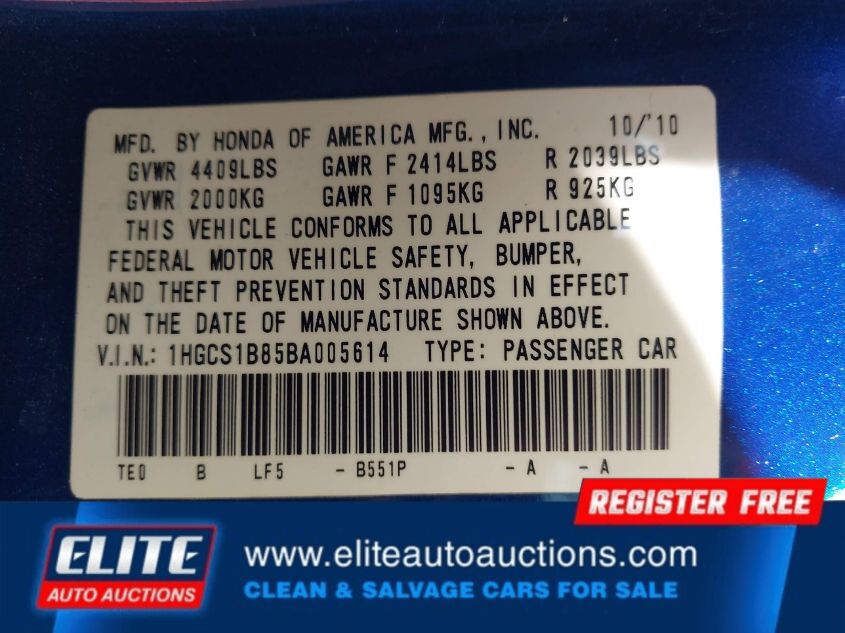 MFD. BY HONDA OF AMERICA MFG., INC. 10/'10
GVWR 4409LBS GAWR F 2414LBS R 2039LBS
GVWR 2000KG GAWR F 1095KG R 925KG
THIS VEHICLE CONFORMS TO ALL APPLICABLE
FEDERAL MOTOR VEHICLE SAFETY, BUMPER,
AND THEFT PREVENTION STANDARDS IN EFFECT
ON THE DATE OF MANUFACTURE SHOWN ABOVE.
V.I.N.: 1HGCS1B85BA005614 TYPE: PASSENGER CAR
TE0 B LF5 - B551P - A - A
REGISTER FREE
ELITE
AUTO AUCTIONS
www.eliteautoauctions.com
CLEAN & SALVAGE CARS FOR SALE